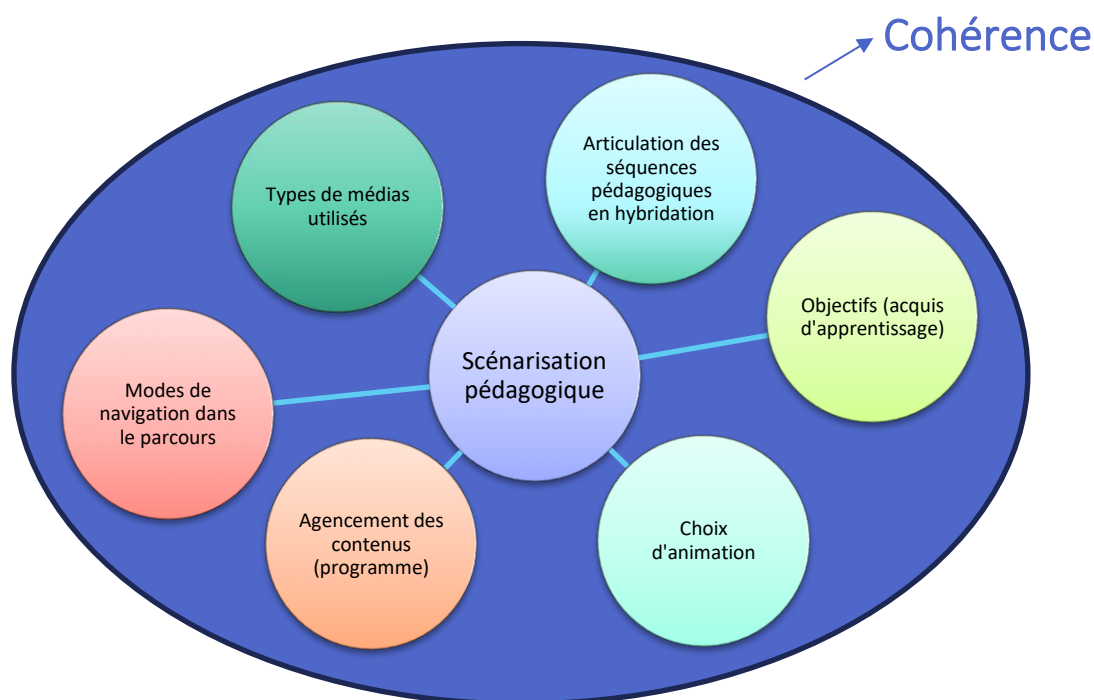 Cohérence
Articulation des
séquences
pédagogiques
en hybridation
Types de médias
utilisés
Objectifs (acquis
d'apprentissage)
Scénarisation
pédagogique
Modes de
navigation dans
le parcours
Agencement des
contenus
(programme)
Choix
d'animation